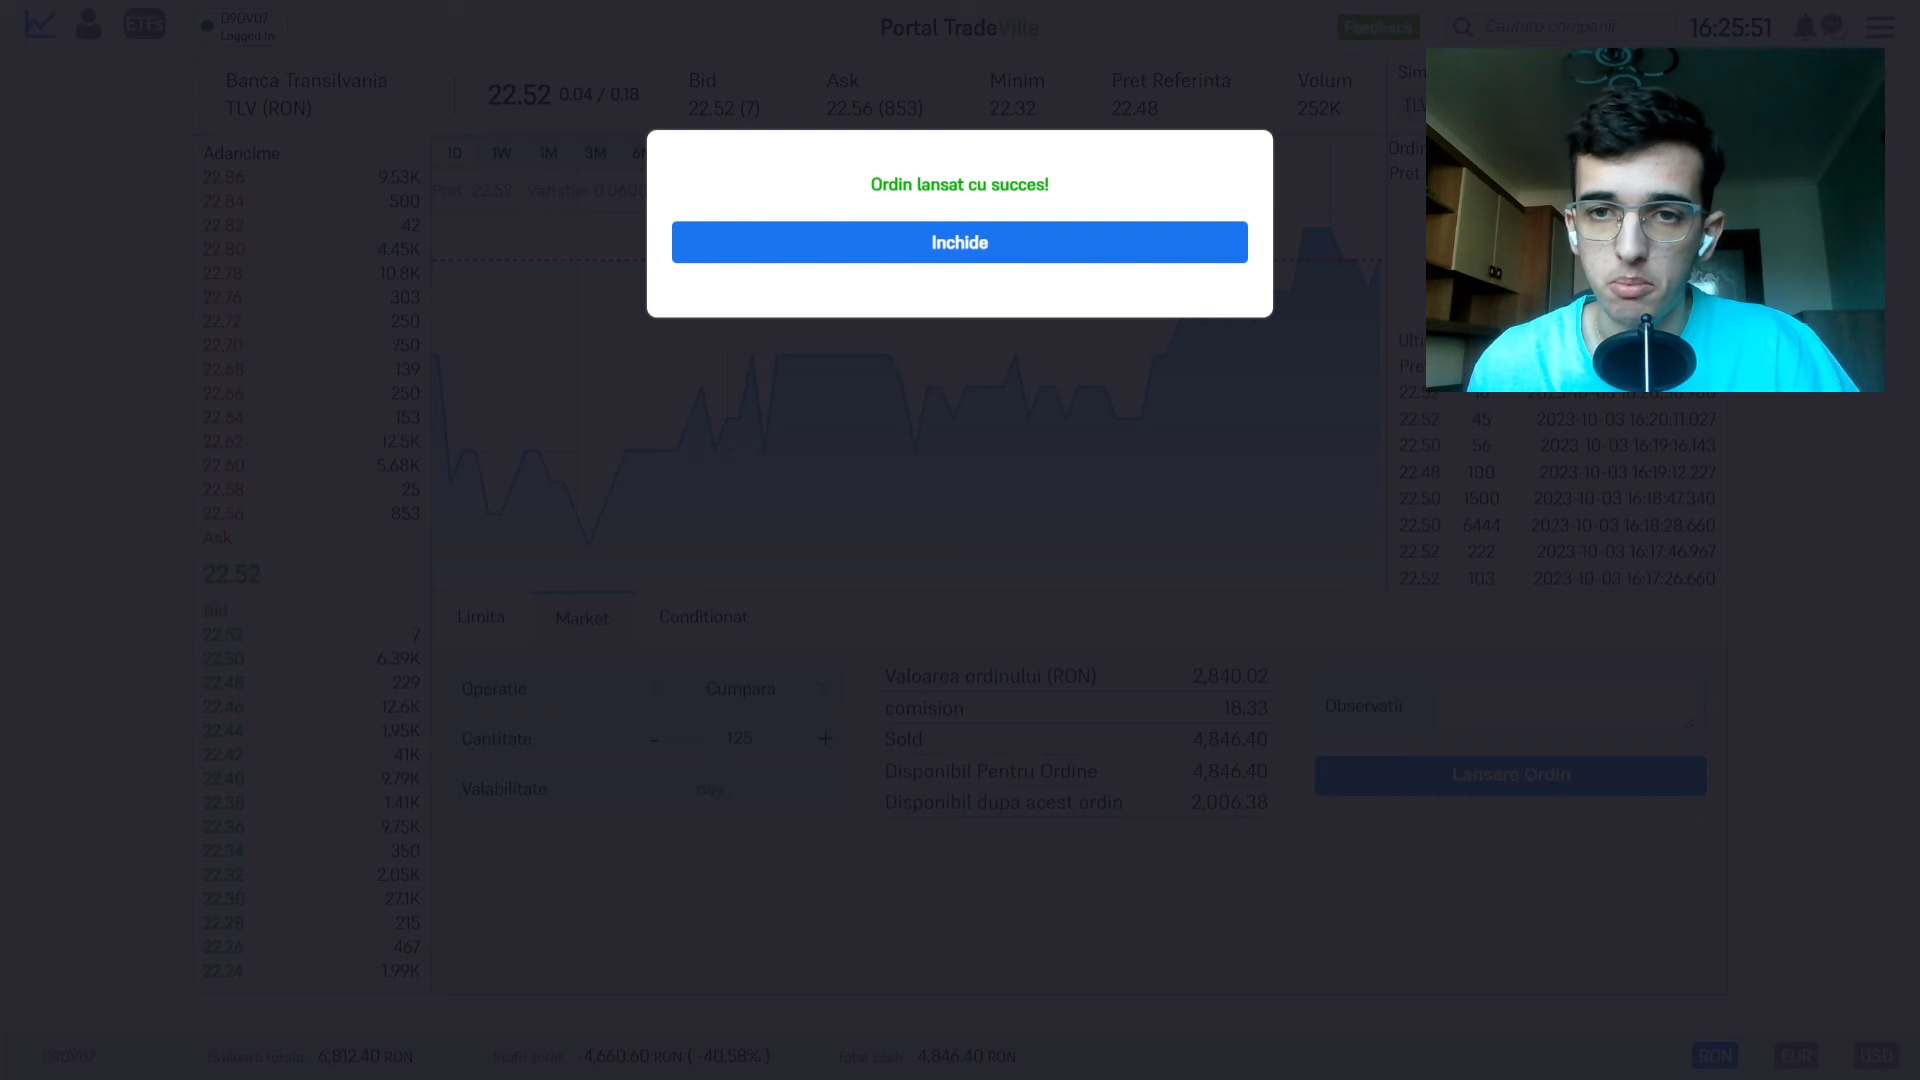 ETFs
D9DV07
Logged In
Portal TradeVille
Feedback
Cautare companii
16:25:51
Banca Transilvania
TLV (RON)
22.52 0.04 / 0.18
Bid
22.52 (7)
Ask
22.56 (853)
Minim
22.32
Pret Referinta
22.48
Volum
252K
Adancime
22.86 9.53K
22.84 500
22.82 42
22.80 4.45K
22.78 10.8K
22.76 303
22.72 250
22.70 750
22.68 139
22.66 250
22.64 153
22.62 12.5K
22.60 5.68K
22.58 25
22.56 853
Ask
22.52
Bid
22.52 7
22.50 6.39K
22.48 229
22.46 12.6K
22.44 1.95K
22.42 41K
22.40 9.79K
22.38 1.41K
22.36 9.75K
22.34 350
22.32 2.05K
22.30 27.1K
22.28 215
22.26 467
22.24 1.99K
1D 1W 1M 3M
Pret: 22.52 Variatie: 0.060
Ordin lansat cu succes!
Inchide
Pret
22.52 45 2023-10-03 16:20:11.027
22.50 56 2023-10-03 16:19:16.143
22.48 100 2023-10-03 16:19:12.227
22.50 1500 2023-10-03 16:18:47.340
22.50 6444 2023-10-03 16:18:28.660
22.52 222 2023-10-03 16:17:46.967
22.52 103 2023-10-03 16:17:26.660
Limita Market Conditionat
Operatie Cumpara
Cantitate - 125 +
Valabilitate day
Valoarea ordinului (RON) 2,840.02
comision 18.33
Sold 4,846.40
Disponibil Pentru Ordine 4,846.40
Disponibil dupa acest ordin 2,006.38
Observatii
Lansare Ordin
D9DV07
Evaluare totala: 6,812.40 RON
Profit total: -4,660.60 RON ( -40.58% )
Total cash: 4,846.40 RON
RON EUR USD